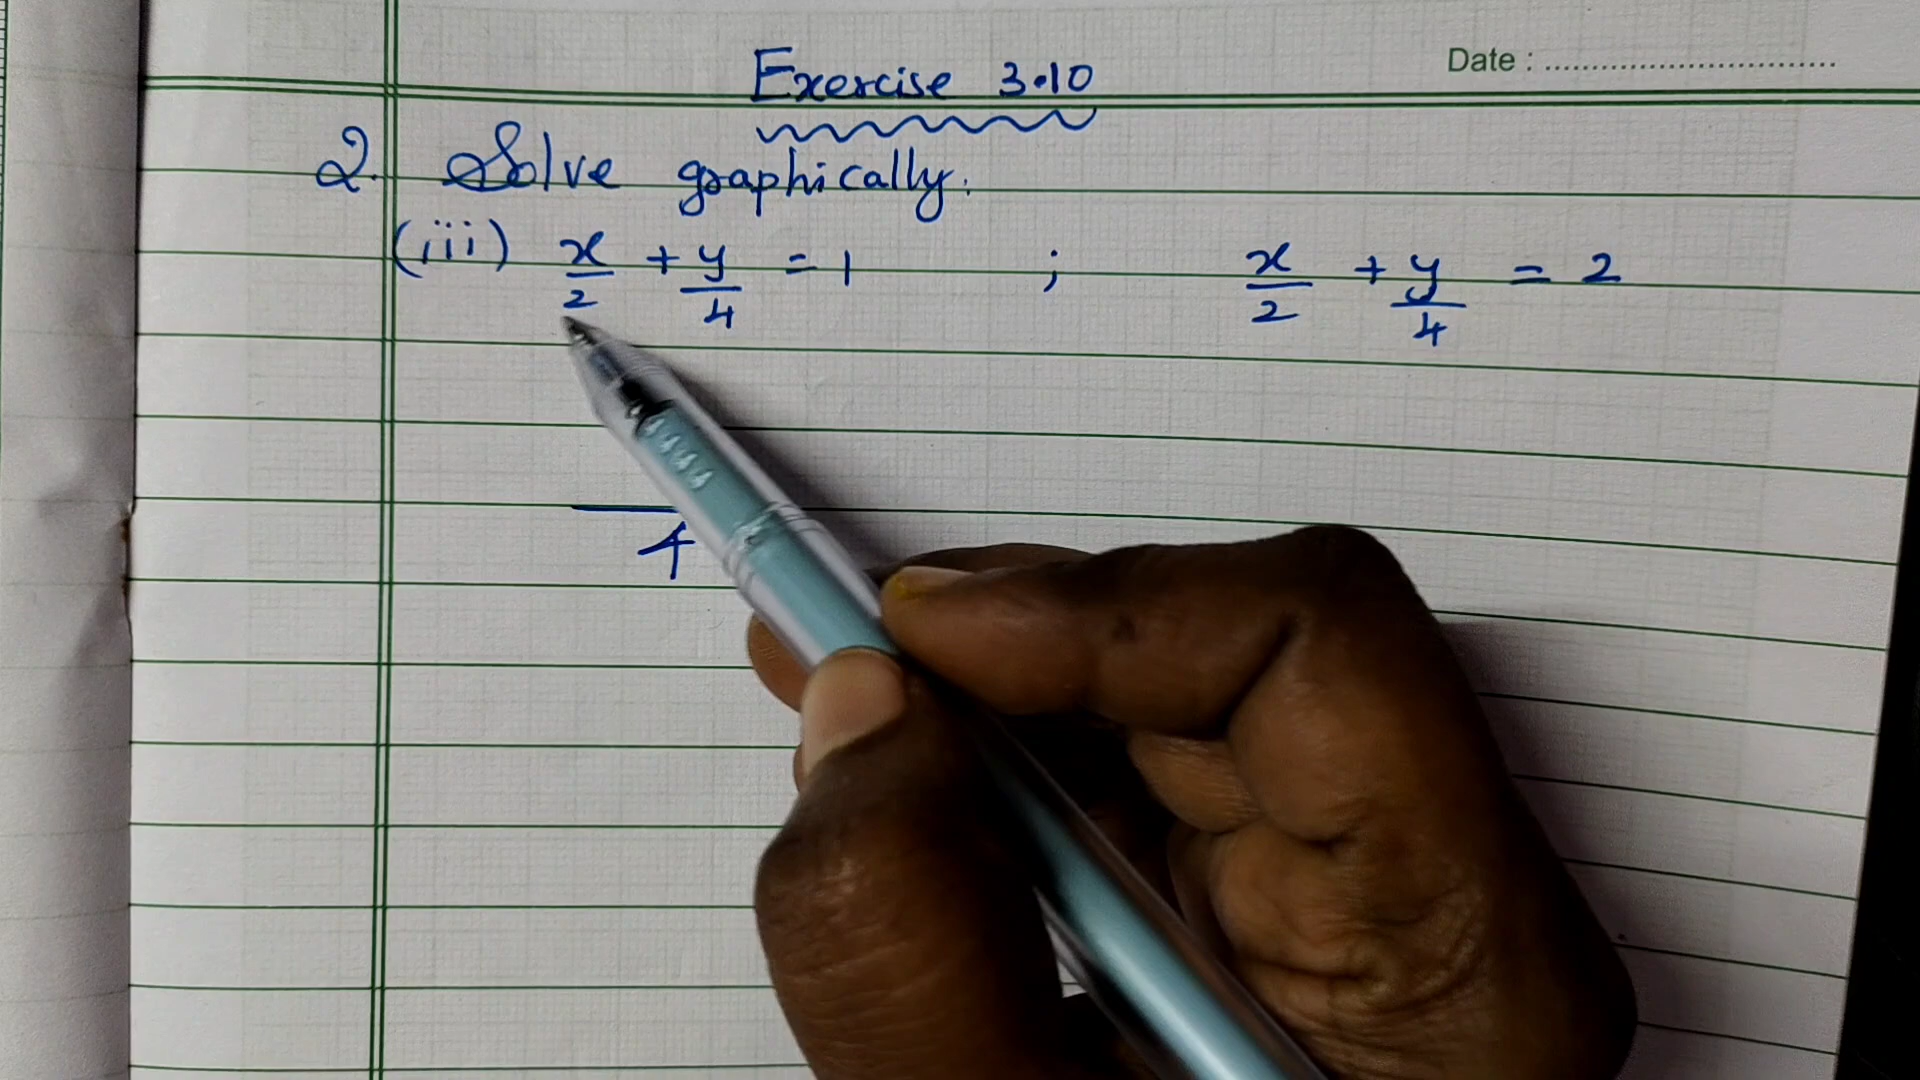 Exercise 3.10
Date : ..............................
2. Solve graphically.
(iii) x/2 + y/4 = 1 ; x/2 + y/4 = 2
4